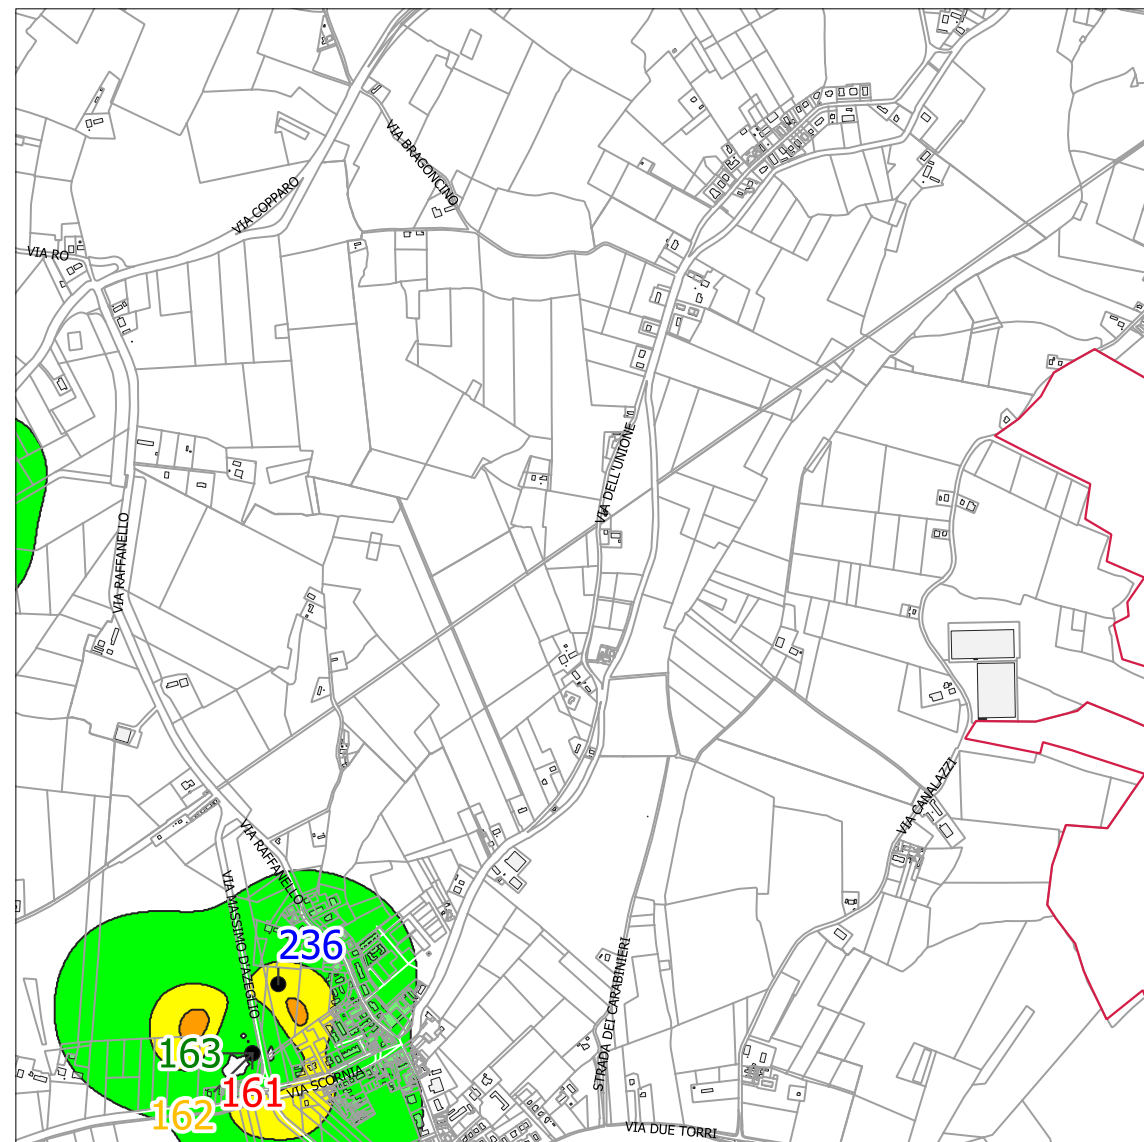 VIA BRAGONCINO
VIA COPPARO
VIA RO
VIA DELL'UNIONE
VIA RAFFANELLO
VIA CANALAZZI
VIA RAFFANELLO
VIA MASSIMO D'AZEGLIO
236
STRADA DEI CARABINIERI
163
161
VIA SCORNIA
162
VIA DUE TORRI